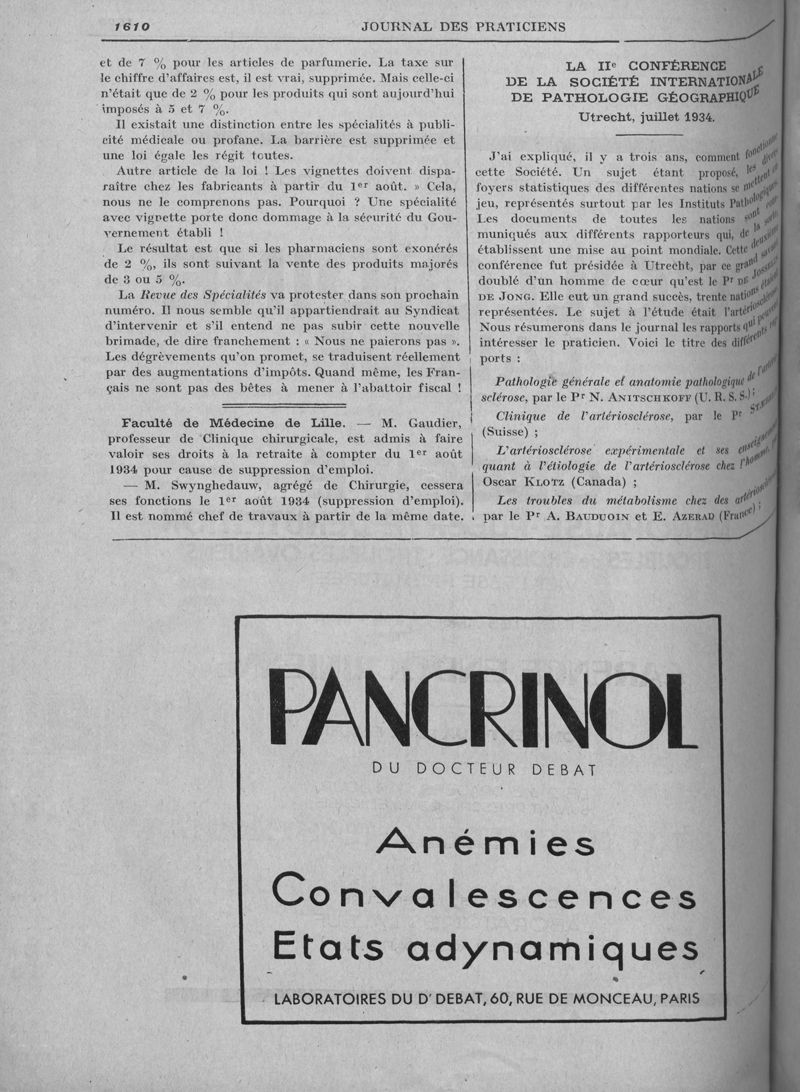 1610
JOURNAL DES PRATICIENS
et de 7 % pour les articles de parfumerie. La taxe sur
le chiffre d'affaires est, il est vrai, supprimée. Mais celle-ci
n'était que de 2 % pour les produits qui sont aujourd'hui
imposés à 5 et 7 %.
Il existait une distinction entre les spécialités à publi-
cité médicale ou profane. La barrière est supprimée et
une loi égale les régit toutes.
Autre article de la loi ! Les vignettes doivent dispa-
raître chez les fabricants à partir du 1er août. » Cela,
nous ne le comprenons pas. Pourquoi ? Une spécialité
avec vignette porte donc dommage à la sécurité du Gou-
vernement établi !
Le résultat est que si les pharmaciens sont exonérés
de 2 %, ils sont suivant la vente des produits majorés
de 3 ou 5 %.
La Revue des Spécialités va protester dans son prochain
numéro. Il nous semble qu'il appartiendrait au Syndicat
d'intervenir et s'il entend ne pas subir cette nouvelle
brimade, de dire franchement : « Nous ne paierons pas ».
Les dégrèvements qu'on promet, se traduisent réellement
par des augmentations d'impôts. Quand même, les Fran-
çais ne sont pas des bêtes à mener à l'abattoir fiscal !
Faculté de Médecine de Lille. — M. Gaudier,
professeur de Clinique chirurgicale, est admis à faire
valoir ses droits à la retraite à compter du 1er août
1934 pour cause de suppression d'emploi.
— M. Swynghedauw, agrégé de Chirurgie, cessera
ses fonctions le 1er août 1934 (suppression d'emploi).
Il est nommé chef de travaux à partir de la même date.
LA IIe CONFÉRENCE
DE LA SOCIÉTÉ INTERNATIONALE
DE PATHOLOGIE GÉOGRAPHIQUE
Utrecht, juillet 1934.
J'ai expliqué, il y a trois ans, comment
cette Société. Un sujet étant proposé, les
foyers statistiques des différentes nations se mettent
jeu, représentés surtout par les Instituts
Les documents de toutes les nations sont
muniqués aux différents rapporteurs qui, de
établissent une mise au point mondiale. Cette
conférence fut présidée à Utrecht, par ce grand
doublé d'un homme de cœur qu'est le Pr DE
DE JONG. Elle eut un grand succès, trente nations
représentées. Le sujet à l'étude était
Nous résumerons dans le journal les rapports qui
intéresser le praticien. Voici le titre des
ports :
Pathologie générale et anatomie pathologique de
sclérose, par le Pr N. ANITSCHKOFF (U. R. S. S.) ;
Clinique de l'artériosclérose, par le Pr
(Suisse) ;
L'artériosclérose expérimentale et ses
quant à l'étiologie de l'artériosclérose chez l'homme,
Oscar KLOTZ (Canada) ;
Les troubles du métabolisme chez des
par le Pr A. BAUDUOIN et E. AZERAD (France) ;
PANCRINOL
DU DOCTEUR DEBAT
Anémies
Convalescences
Etats adynamiques
LABORATOIRES DU Dr DEBAT, 60, RUE DE MONCEAU, PARIS